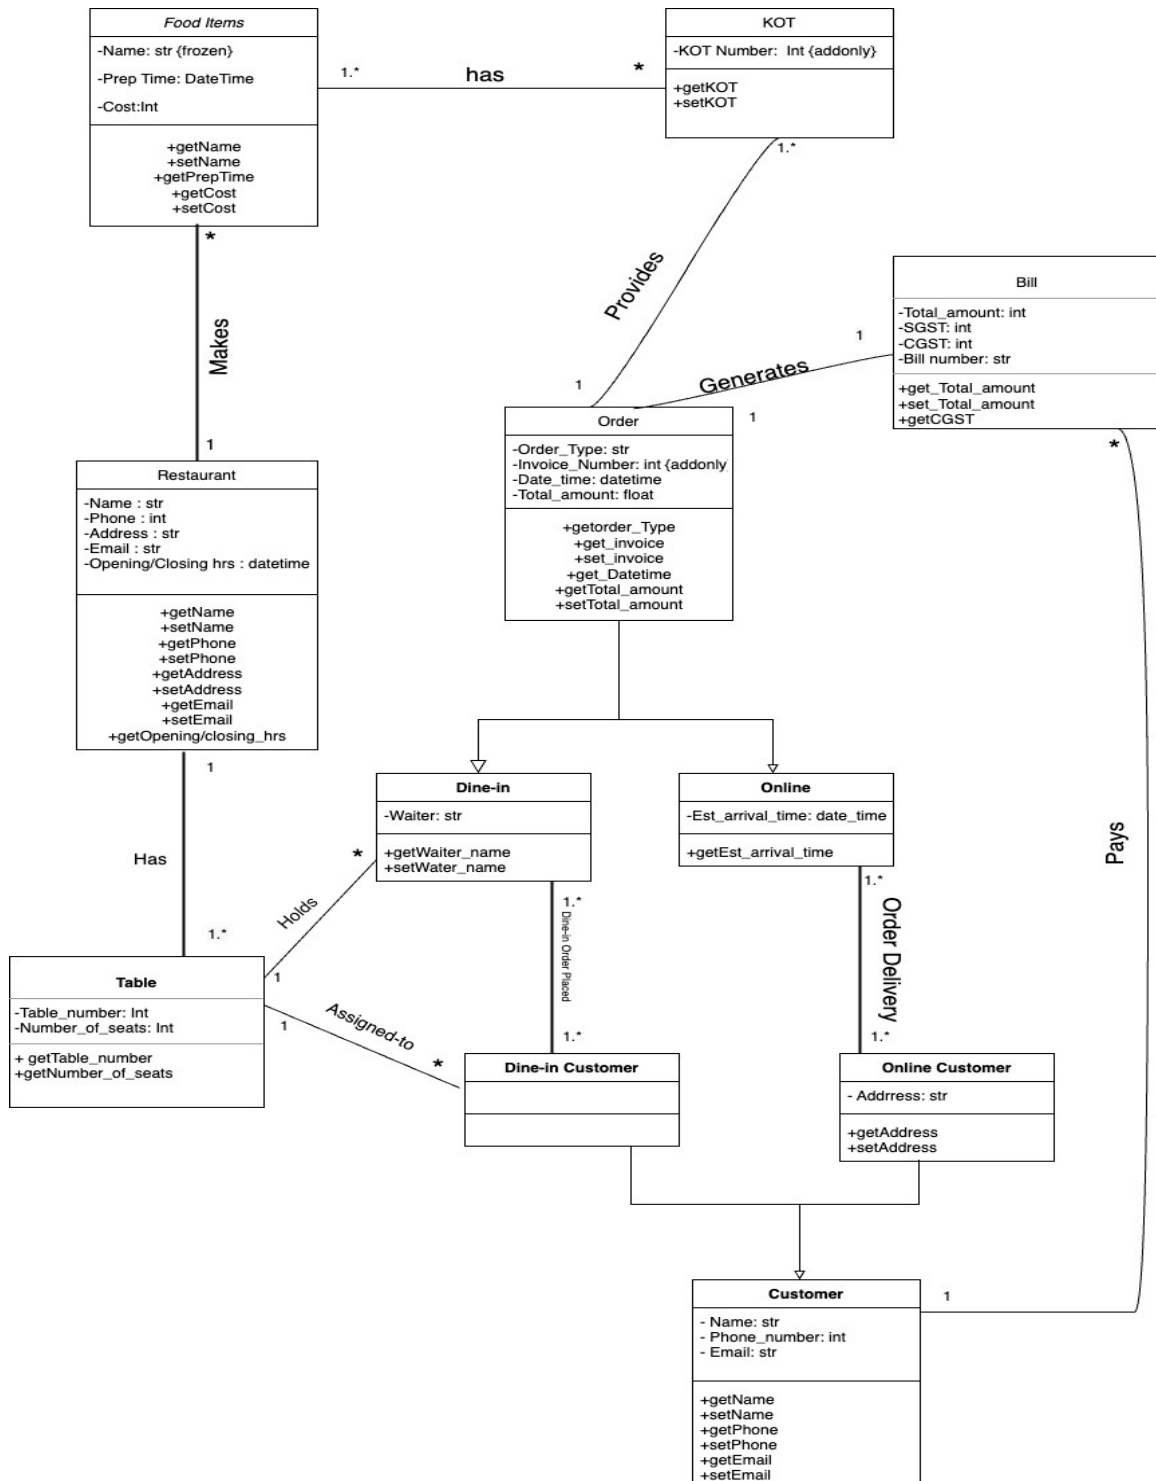 Food Items
-Name: str {frozen}
-Prep Time: DateTime
-Cost:Int
+getName
+setName
+getPrepTime
+getCost
+setCost
1.*
has
*
KOT
-KOT Number: Int {addonly}
+getKOT
+setKOT
1.*
Provides
1
*
Makes
1
Bill
-Total_amount: int
-SGST: int
-CGST: int
-Bill number: str
+get_Total_amount
+set_Total_amount
+getCGST
1
Generates
1
*
Order
-Order_Type: str
-Invoice_Number: int {addonly
-Date_time: datetime
-Total_amount: float
+getorder_Type
+get_invoice
+set_invoice
+get_Datetime
+getTotal_amount
+setTotal_amount
Restaurant
-Name : str
-Phone : int
-Address : str
-Email : str
-Opening/Closing hrs : datetime
+getName
+setName
+getPhone
+setPhone
+getAddress
+setAddress
+getEmail
+setEmail
+getOpening/closing_hrs
1
Has
1.*
Dine-in
-Waiter: str
+getWaiter_name
+setWater_name
Online
-Est_arrival_time: date_time
+getEst_arrival_time
Pays
*
Holds
1
1.*
Dine-in Order Placed
1.*
1.*
Order Delivery
1.*
Table
-Table_number: Int
-Number_of_seats: Int
+ getTable_number
+getNumber_of_seats
1
Assigned-to
*
Dine-in Customer
Online Customer
- Addrress: str
+getAddress
+setAddress
Customer
- Name: str
- Phone_number: int
- Email: str
+getName
+setName
+getPhone
+setPhone
+getEmail
+setEmail
1